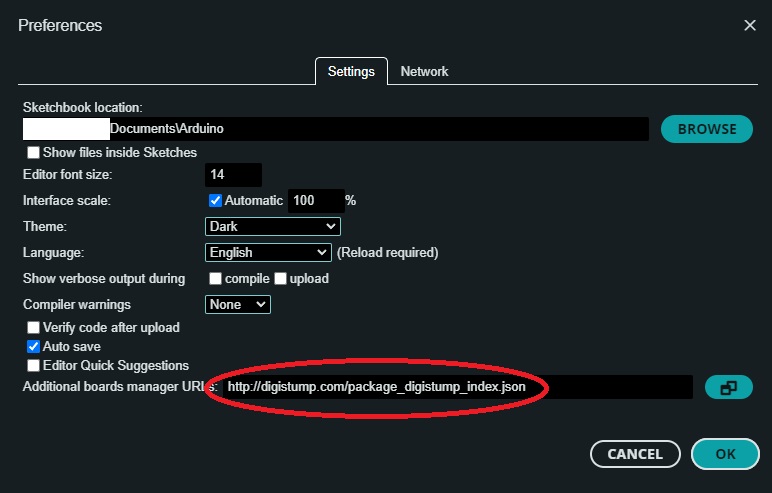 Preferences
Settings Network
Sketchbook location:
Documents\Arduino BROWSE
Show files inside Sketches
Editor font size: 14
Interface scale: Automatic 100 %
Theme: Dark
Language: English (Reload required)
Show verbose output during compile upload
Compiler warnings None
Verify code after upload
Auto save
Editor Quick Suggestions
Additional boards manager URLs: http://digistump.com/package_digistump_index.json
CANCEL OK